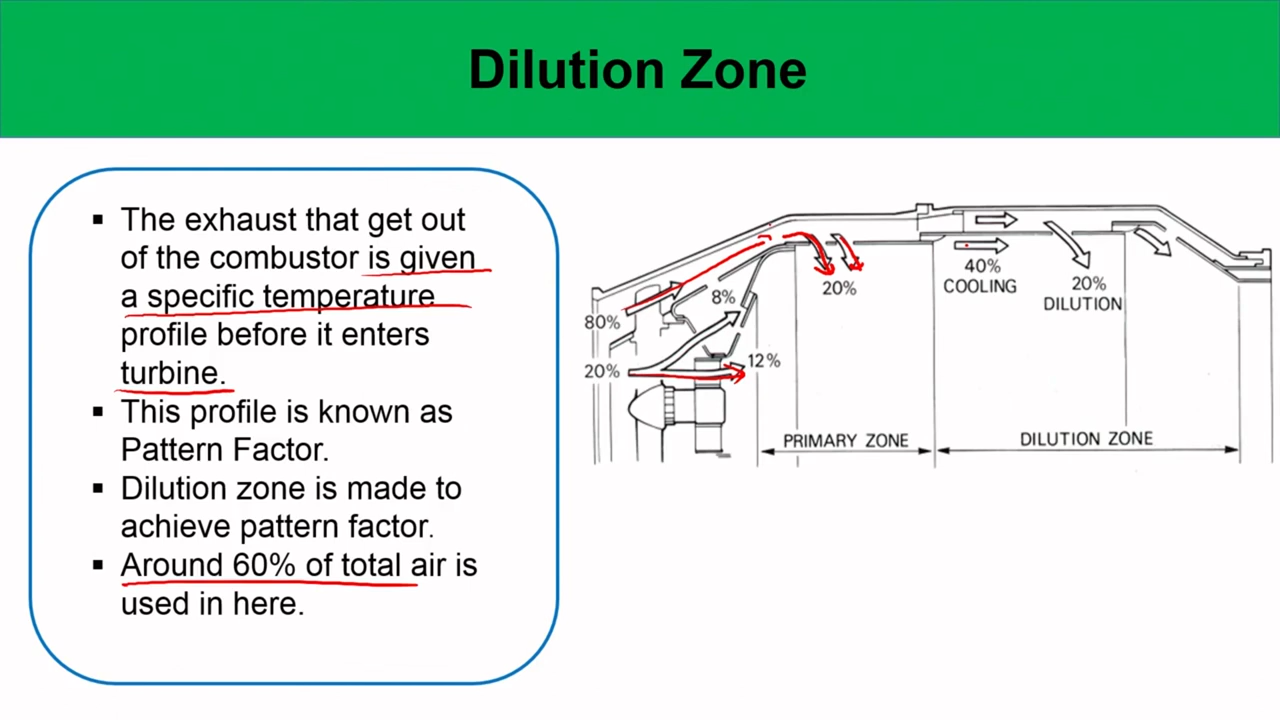 Dilution Zone
▪ The exhaust that get out
of the combustor is given
a specific temperature
profile before it enters
turbine.
▪ This profile is known as
Pattern Factor.
▪ Dilution zone is made to
achieve pattern factor.
▪ Around 60% of total air is
used in here.
80%
20%
8%
12%
20%
40%
COOLING
20%
DILUTION
PRIMARY ZONE
DILUTION ZONE